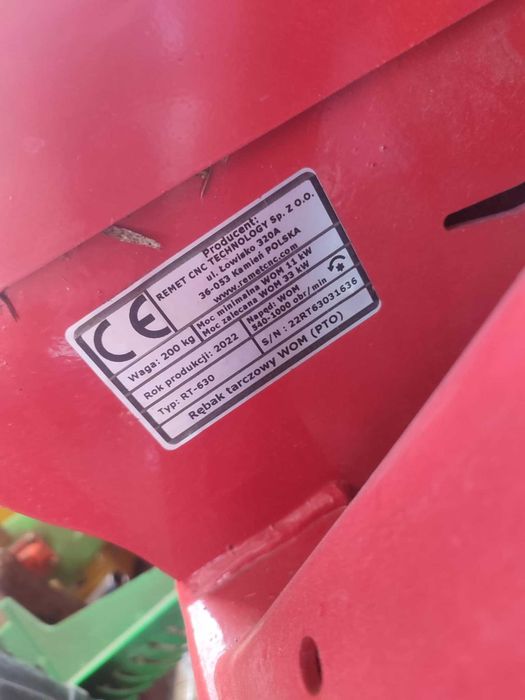 Producent:
REMET CNC TECHNOLOGY Sp. Z O.O.
ul. Łowisko 320A
36-053 Kamień POLSKA
www.remetcnc.com
CE
Waga: 200 kg
Moc minimalna WOM 11 kW
Moc zalecana WOM 33 kW
Rok produkcji: 2022
Napęd: WOM
540-1000 obr/min
Typ: RT-630
S/N : 22RT63031636
Rębak tarczowy WOM (PTO)